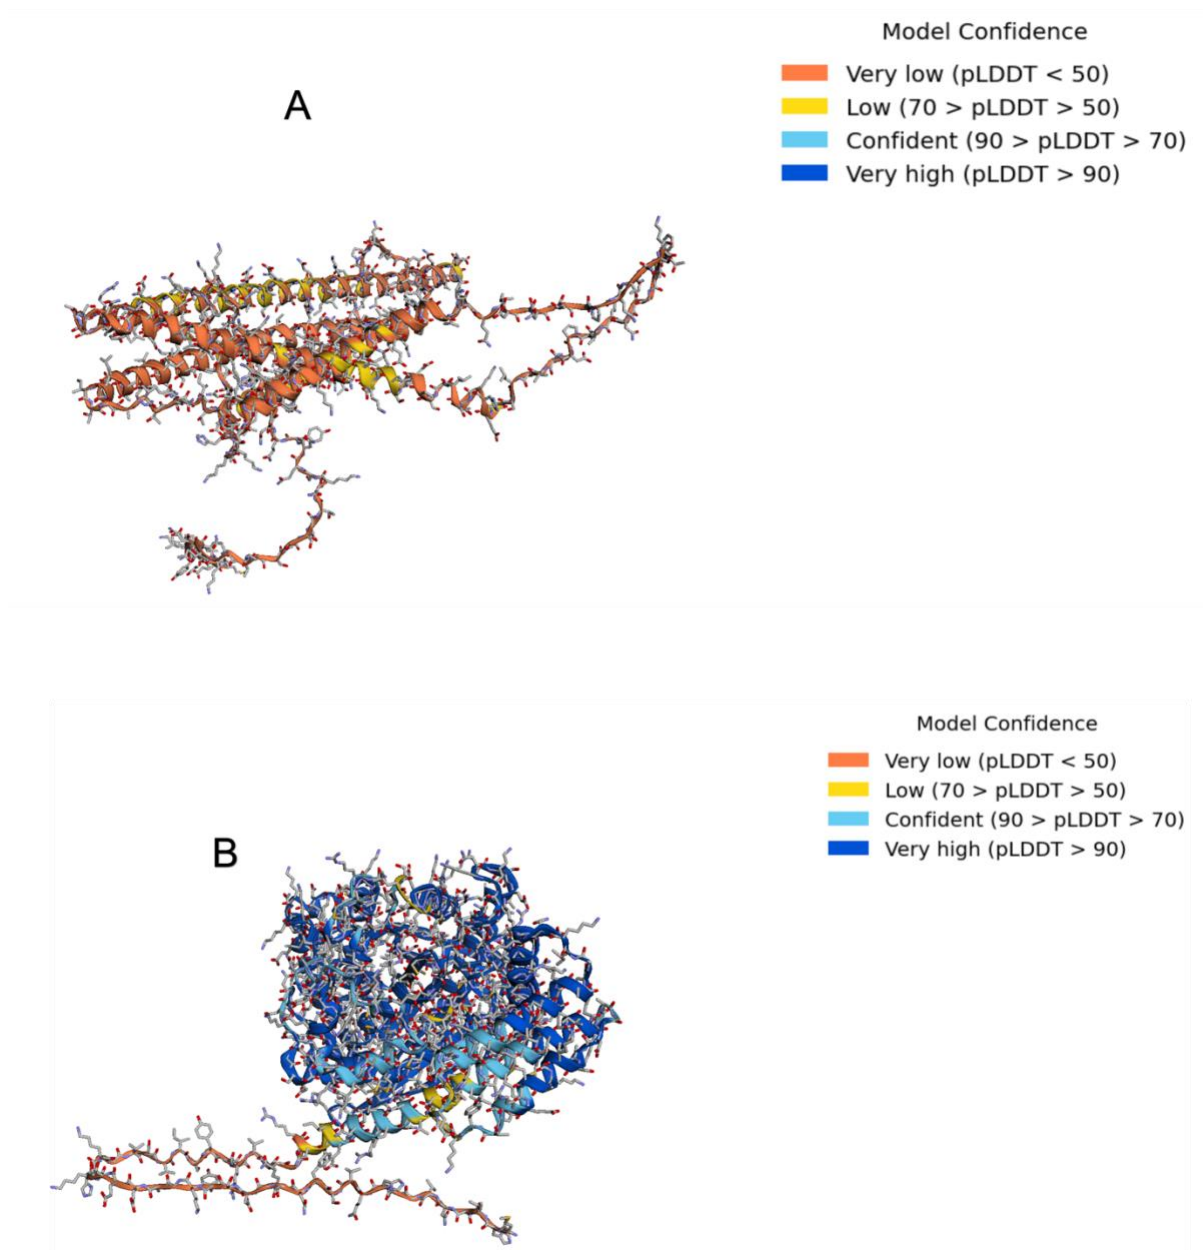 Model Confidence
Very low (pLDDT < 50)
Low (70 > pLDDT > 50)
Confident (90 > pLDDT > 70)
Very high (pLDDT > 90)
A
Model Confidence
Very low (pLDDT < 50)
Low (70 > pLDDT > 50)
Confident (90 > pLDDT > 70)
Very high (pLDDT > 90)
B